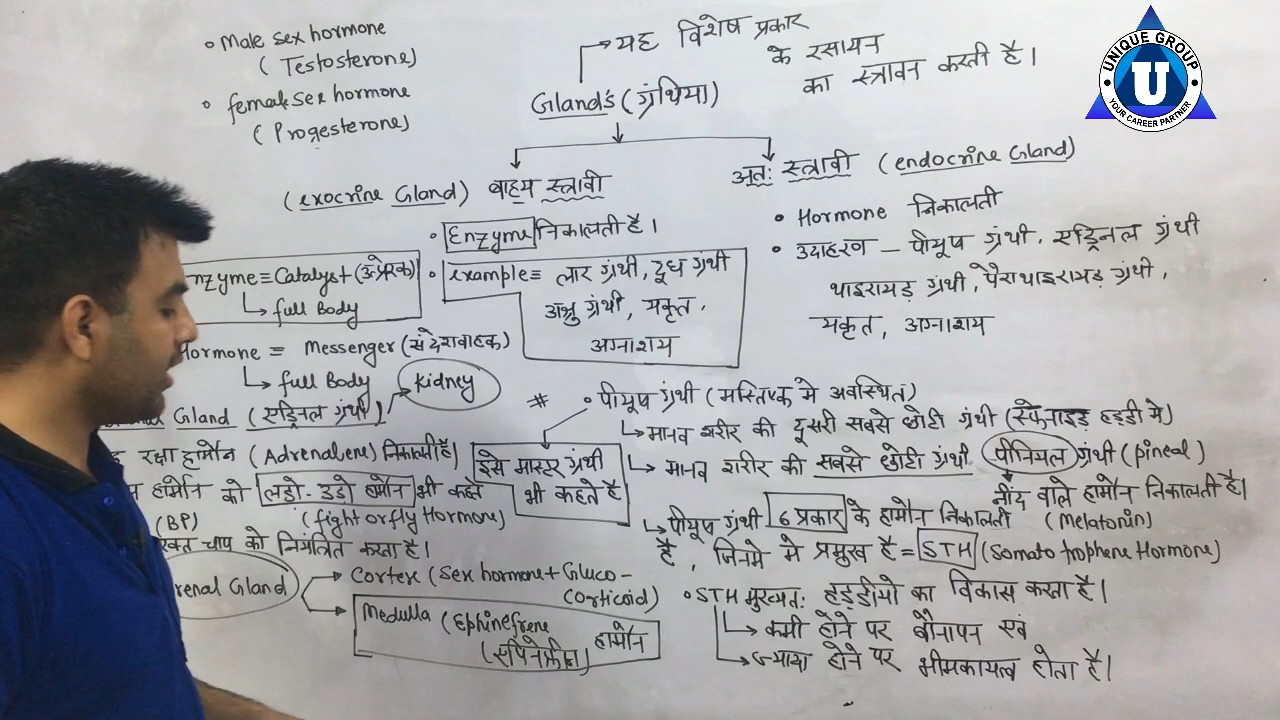 • Male sex hormone
( Testosterone)
• female sex hormone
(Progesterone)
यह विशेष प्रकार
के रसायन
का स्त्रावन करती है।
Gland's (ग्रंथिया)
(exocrine Gland) बाह्य स्त्रावी
• Enzyme निकालती है।
• example = लार ग्रंथी, दूध ग्रंथी
अश्रु ग्रंथी, यकृत,
अग्नाशय
अतः स्त्रावी (endocrine Gland)
• Hormone निकालती
• उदाहरण – पीयूष ग्रंथी, एड्रिनल ग्रंथी
थाइरायड ग्रंथी, पैराथाइरायड ग्रंथी,
यकृत, अग्नाशय
nzyme = Catalyst (उत्प्रेरक)
full Body
Hormone = Messenger (संदेशवाहक)
full Body
Kidney
Gland (एड्रिनल ग्रंथी)
रक्षा हार्मोन (Adrenalene) निकालती है।
हार्मोन को लडो-उडो हार्मोन भी कहते
(fight or fly Hormone)
(BP)
रक्त चाप को नियंत्रित करता है।
renal Gland
Cortex (Sex hormone + Gluco-
corticoid)
Medulla (Ephinefrene
(एपिनेफ्रीन) हार्मोन
# • पीयूष ग्रंथी (मस्तिष्क मे अवस्थित)
मानव शरीर की दूसरी सबसे छोटी ग्रंथी (स्फेनाइड हड्डी मे)
इसे मास्टर ग्रंथी
भी कहते है
मानव शरीर की सबसे छोटी ग्रंथी पीनियल ग्रंथी (pineal)
नींद वाले हार्मोन निकालती है।
(Melatonin)
पीयूष ग्रंथी 6 प्रकार के हार्मोन निकालती
है, जिनमे मे प्रमुख है = STH (Somato trophene Hormone)
• STH मुख्यतः हड्डीयो का विकास करता है।
कमी होने पर बौनापन एवं
ज्यादा होने पर भीमकायत्व होता है।
UNIQUE GROUP
U
YOUR CAREER PARTNER